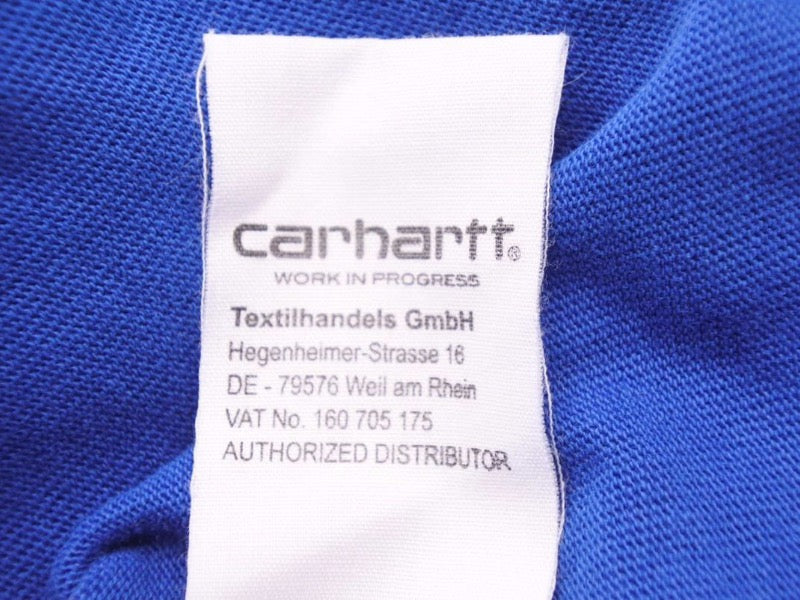 carhartt®
WORK IN PROGRESS
Textilhandels GmbH
Hegenheimer-Strasse 16
DE - 79576 Weil am Rhein
VAT No. 160 705 175
AUTHORIZED DISTRIBUTOR